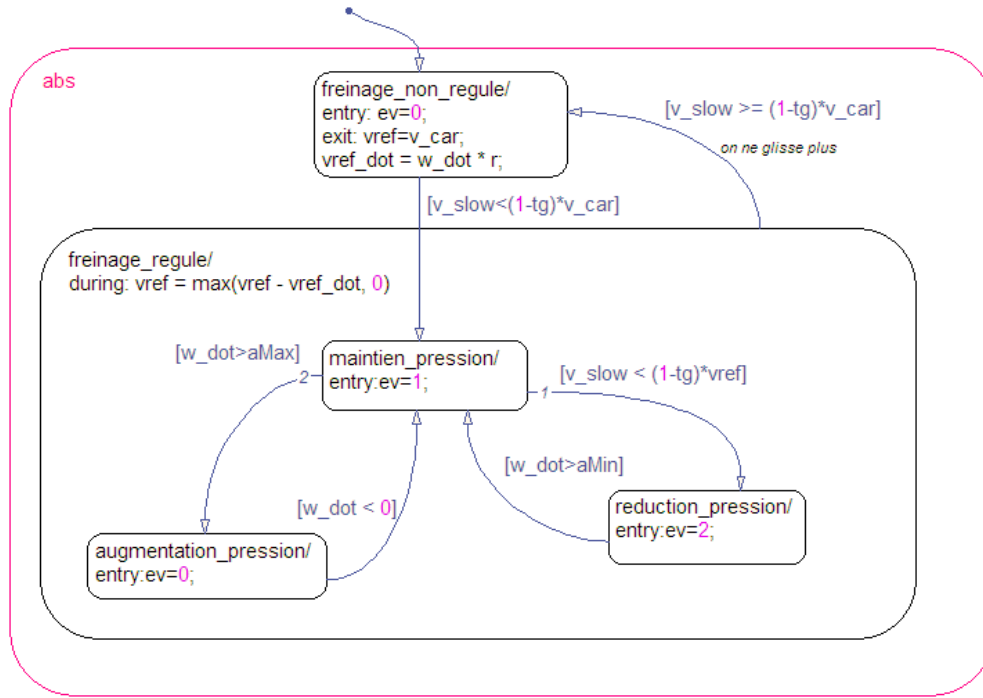 abs
freinage_non_regule/
entry: ev=0;
exit: vref=v_car;
vref_dot = w_dot * r;
[v_slow >= (1-tg)*v_car]
on ne glisse plus
[v_slow<(1-tg)*v_car]
freinage_regule/
during: vref = max(vref - vref_dot, 0)
[w_dot>aMax]
2
maintien_pression/
entry:ev=1;
[v_slow < (1-tg)*vref]
1
[w_dot>aMin]
[w_dot < 0]
reduction_pression/
entry:ev=2;
augmentation_pression/
entry:ev=0;